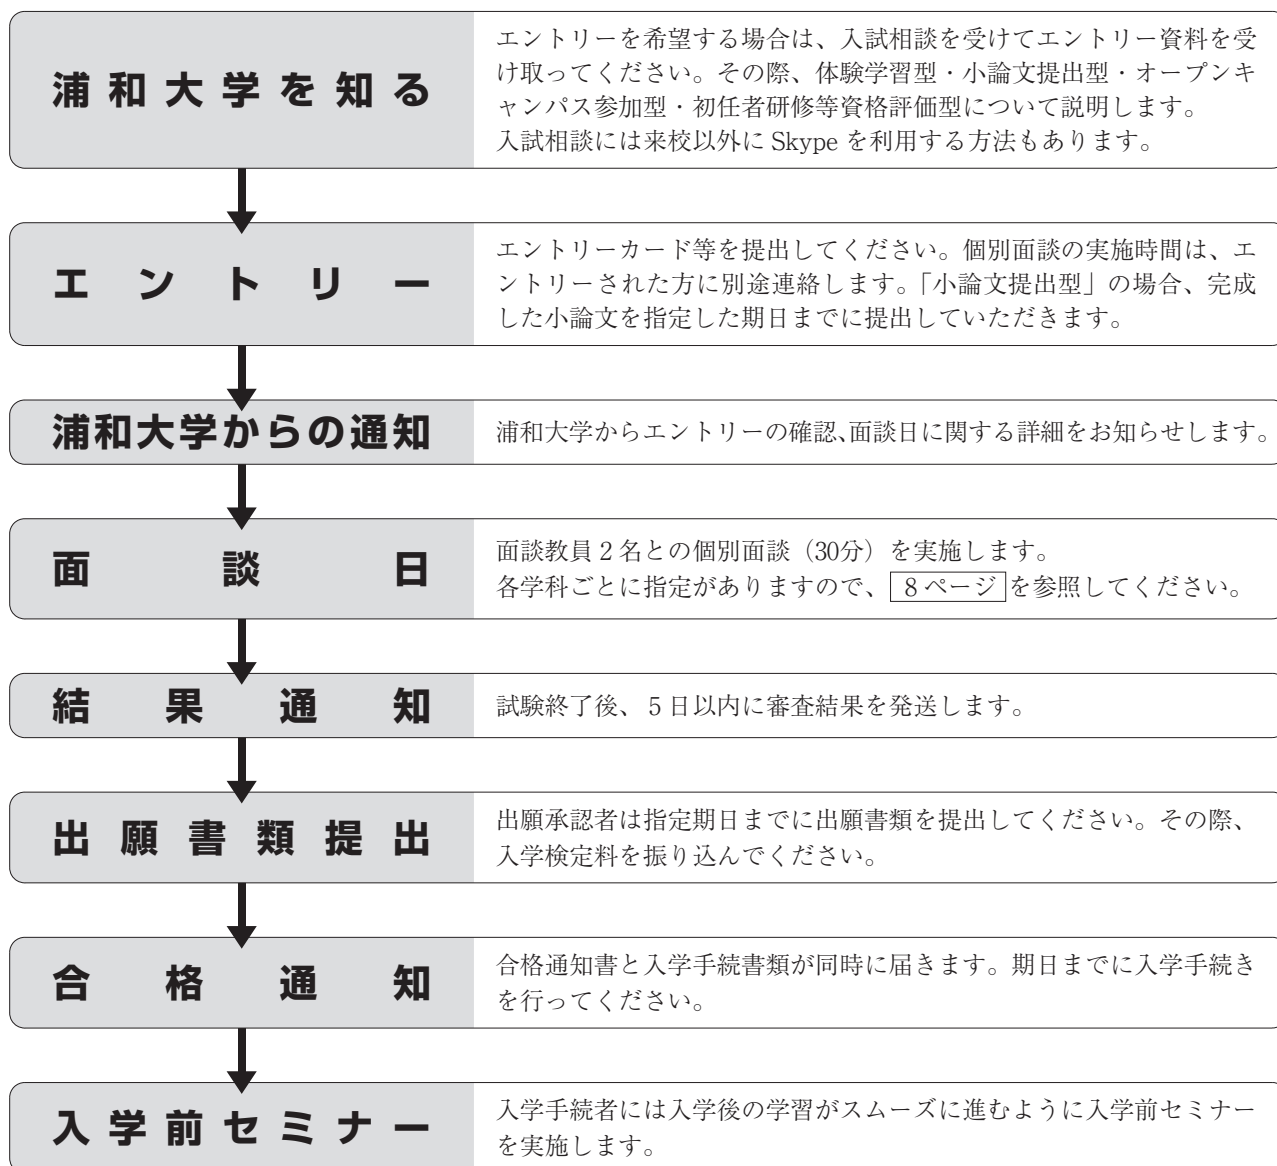 浦和大学を知る
エントリーを希望する場合は、入試相談を受けてエントリー資料を受
け取ってください。その際、体験学習型・小論文提出型・オープンキ
ャンパス参加型・初任者研修等資格評価型について説明します。
入試相談には来校以外に Skype を利用する方法もあります。
エントリー
エントリーカード等を提出してください。個別面談の実施時間は、エ
ントリーされた方に別途連絡します。「小論文提出型」の場合、完成
した小論文を指定した期日までに提出していただきます。
浦和大学からの通知
浦和大学からエントリーの確認、面談日に関する詳細をお知らせします。
面談日
面談教員２名との個別面談（30分）を実施します。
各学科ごとに指定がありますので、８ページを参照してください。
結果通知
試験終了後、５日以内に審査結果を発送します。
出願書類提出
出願承認者は指定期日までに出願書類を提出してください。その際、
入学検定料を振り込んでください。
合格通知
合格通知書と入学手続書類が同時に届きます。期日までに入学手続き
を行ってください。
入学前セミナー
入学手続者には入学後の学習がスムーズに進むように入学前セミナー
を実施します。